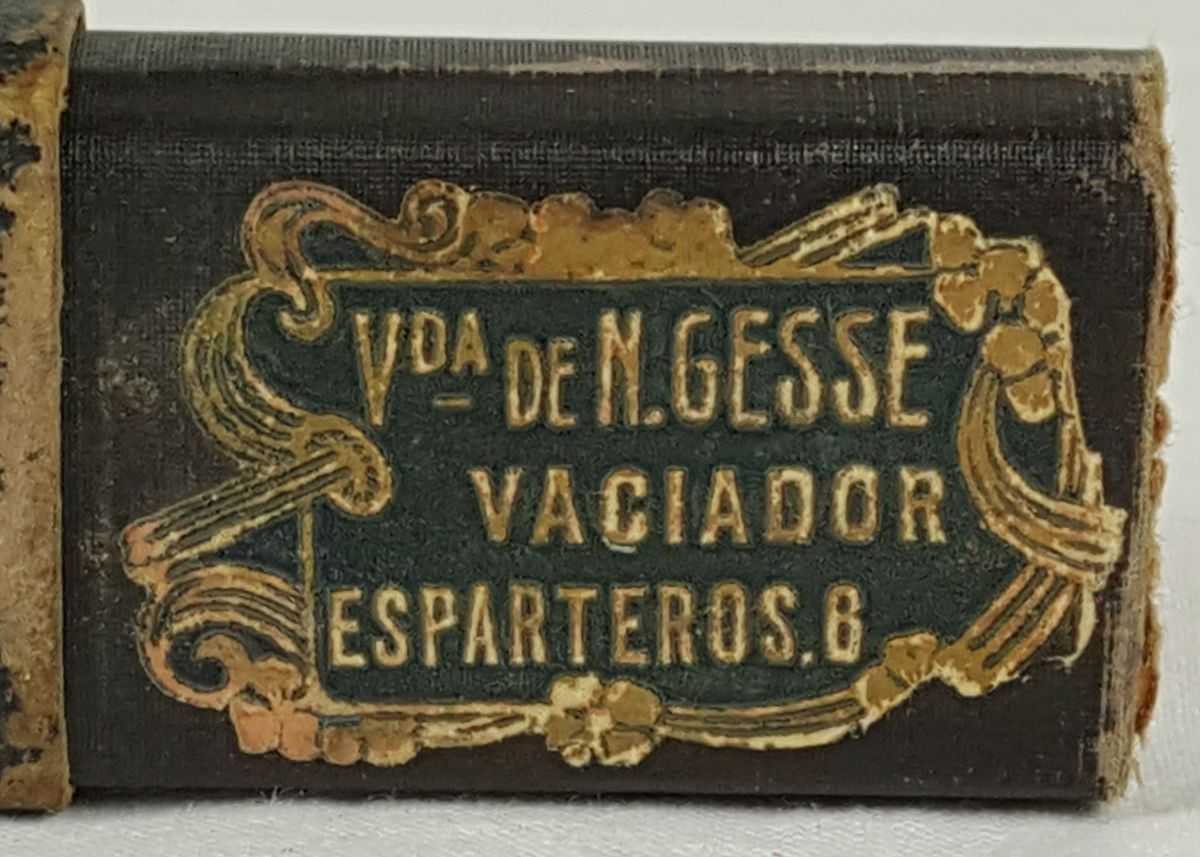 VDA DE N. GESSE
VACIADOR
ESPARTEROS. 6